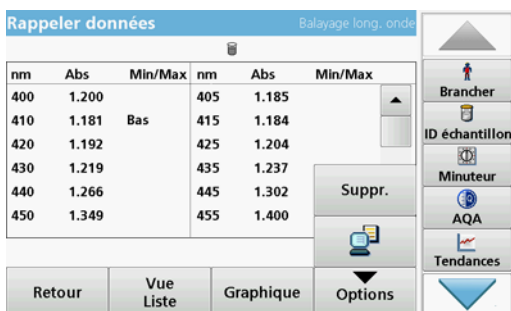 Rappeler données Balayage long. onde
nm Abs Min/Max nm Abs Min/Max
400 1.200 405 1.185
410 1.181 Bas 415 1.184
420 1.192 425 1.204
430 1.219 435 1.237
440 1.266 445 1.302
450 1.349 455 1.400
Suppr.
Retour
Vue
Liste
Graphique
Options
Brancher
ID échantillon
Minuteur
AQA
Tendances